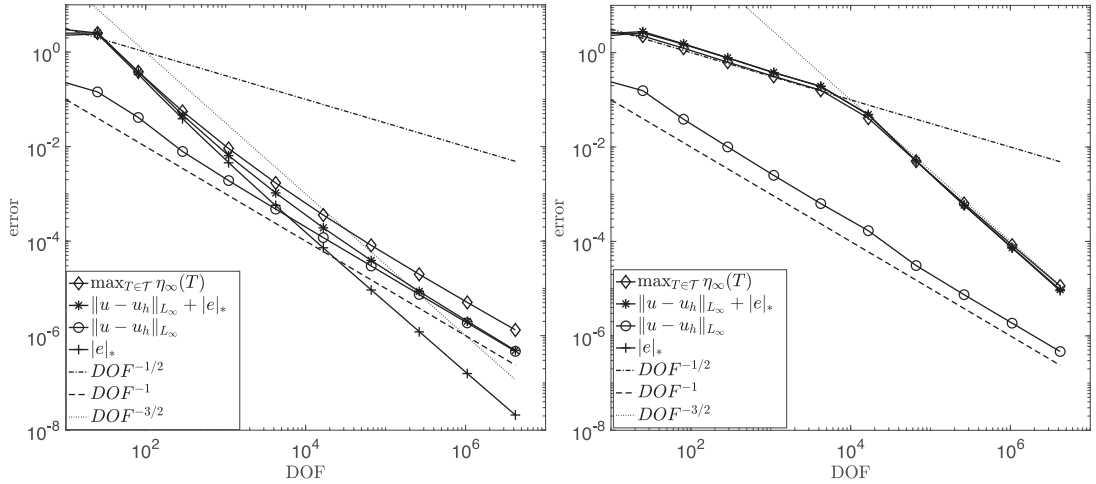 10^0
10^-2
10^-4
10^-6
10^-8
error
max_{T∈𝒯} η_∞(T)
‖u − u_h‖_{L_∞} + |e|_*
‖u − u_h‖_{L_∞}
|e|_*
DOF^{-1/2}
DOF^{-1}
DOF^{-3/2}
10^2
10^4
10^6
DOF
10^0
10^-2
10^-4
10^-6
10^-8
error
max_{T∈𝒯} η_∞(T)
‖u − u_h‖_{L_∞} + |e|_*
‖u − u_h‖_{L_∞}
|e|_*
DOF^{-1/2}
DOF^{-1}
DOF^{-3/2}
10^2
10^4
10^6
DOF